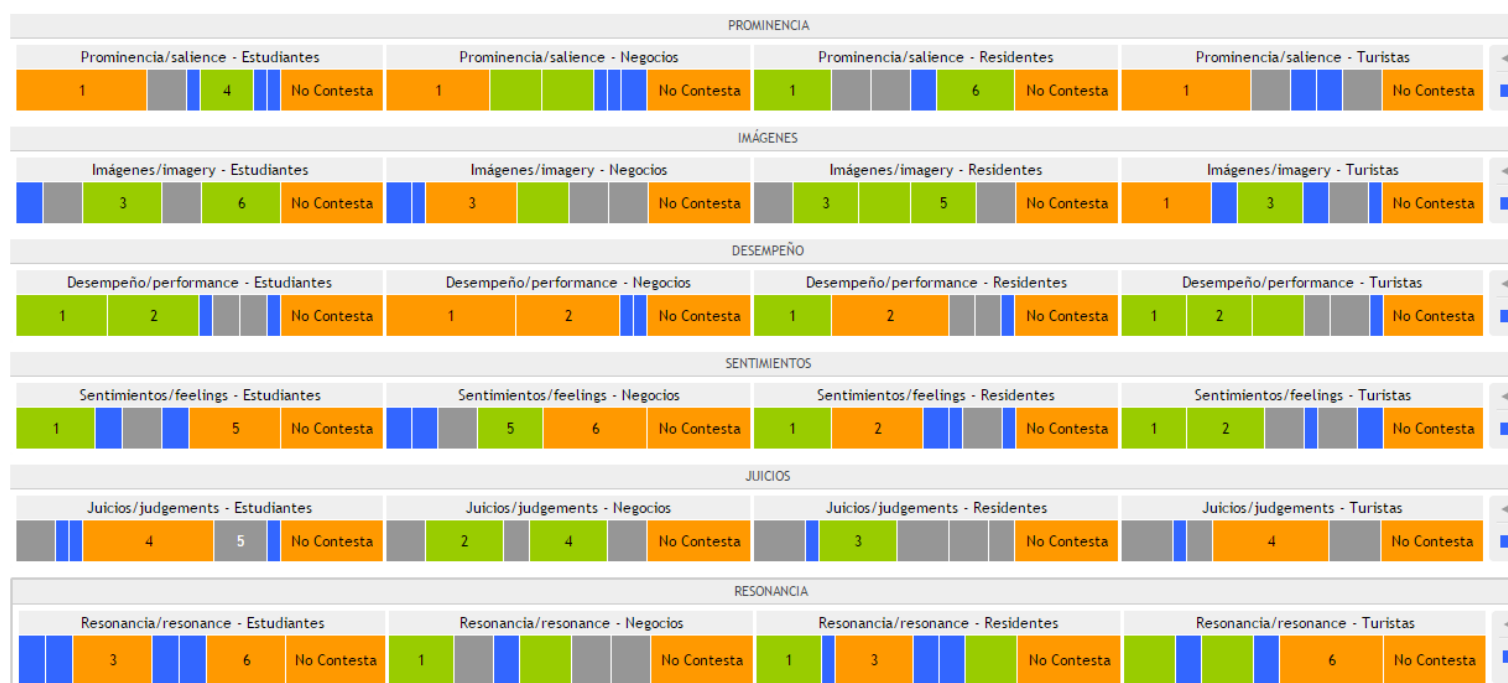 PROMINENCIA
Prominencia/salience - Estudiantes Prominencia/salience - Negocios Prominencia/salience - Residentes Prominencia/salience - Turistas
1 4 No Contesta 1 No Contesta 1 6 No Contesta 1 No Contesta
IMÁGENES
Imágenes/imagery - Estudiantes Imágenes/imagery - Negocios Imágenes/imagery - Residentes Imágenes/imagery - Turistas
3 6 No Contesta 3 No Contesta 3 5 No Contesta 1 3 No Contesta
DESEMPEÑO
Desempeño/performance - Estudiantes Desempeño/performance - Negocios Desempeño/performance - Residentes Desempeño/performance - Turistas
1 2 No Contesta 1 2 No Contesta 1 2 No Contesta 1 2 No Contesta
SENTIMIENTOS
Sentimientos/feelings - Estudiantes Sentimientos/feelings - Negocios Sentimientos/feelings - Residentes Sentimientos/feelings - Turistas
1 5 No Contesta 5 6 No Contesta 1 2 No Contesta 1 2 No Contesta
JUICIOS
Juicios/judgements - Estudiantes Juicios/judgements - Negocios Juicios/judgements - Residentes Juicios/judgements - Turistas
4 5 No Contesta 2 4 No Contesta 3 No Contesta 4 No Contesta
RESONANCIA
Resonancia/resonance - Estudiantes Resonancia/resonance - Negocios Resonancia/resonance - Residentes Resonancia/resonance - Turistas
3 6 No Contesta 1 No Contesta 1 3 No Contesta 6 No Contesta